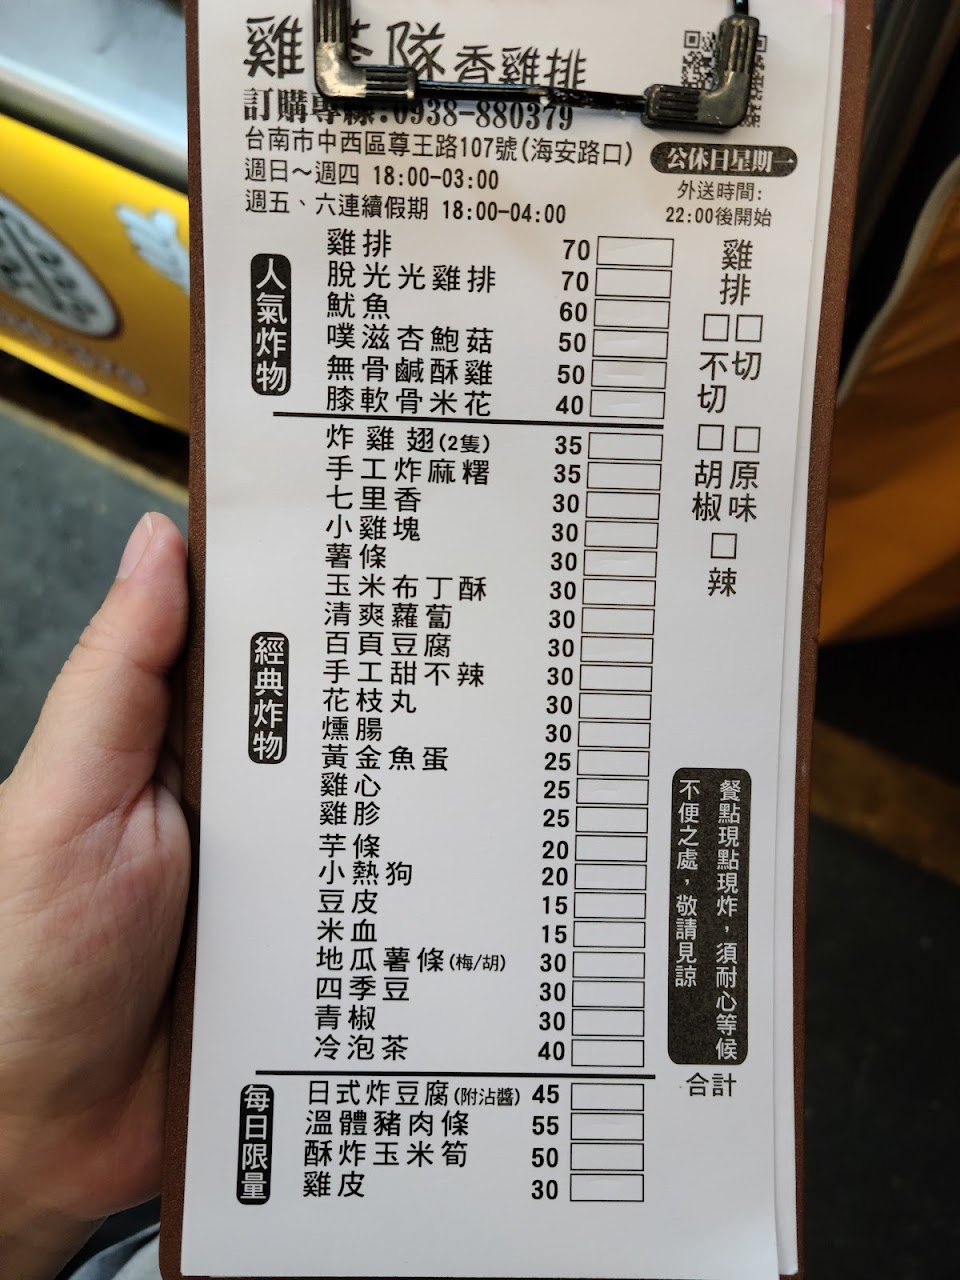 雞 隊 香雞排
訂購專線:0938-880379
台南市中西區尊王路107號(海安路口)
公休日星期一
週日～週四 18:00-03:00
週五、六連續假期 18:00-04:00
外送時間:
22:00後開始
人氣炸物
雞排 70
脫光光雞排 70
魷魚 60
噗滋杏鮑菇 50
無骨鹹酥雞 50
膝軟骨米花 40
經典炸物
炸雞翅(2隻) 35
手工炸麻糬 35
七里香 30
小雞塊 30
薯條 30
玉米布丁酥 30
清爽蘿蔔 30
百頁豆腐 30
手工甜不辣 30
花枝丸 30
燻腸 30
黃金魚蛋 25
雞心 25
雞胗 25
芋條 20
小熱狗 20
豆皮 15
米血 15
地瓜薯條(梅/胡) 30
四季豆 30
青椒 30
冷泡茶 40
每日限量
日式炸豆腐(附沾醬) 45
溫體豬肉條 55
酥炸玉米筍 50
雞皮 30
雞排
□切
□不切
□原味
□胡椒
□辣
餐點現點現炸，須耐心等候
不便之處，敬請見諒
合計